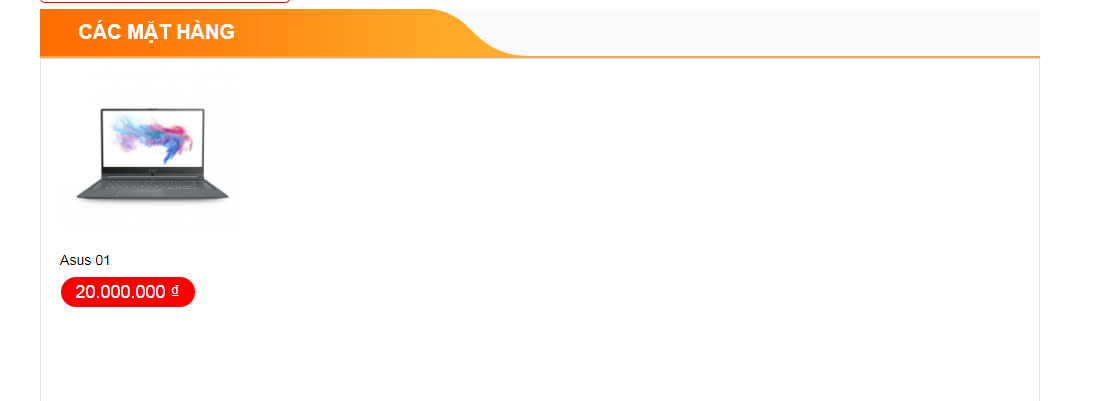 CÁC MẶT HÀNG
Asus 01
20.000.000 ₫